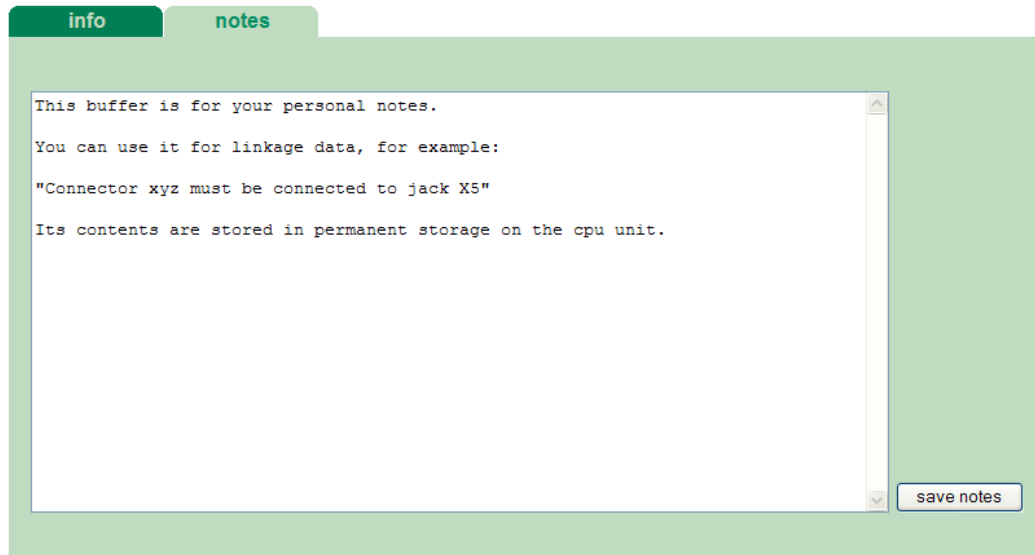 info
notes
This buffer is for your personal notes.
You can use it for linkage data, for example:
"Connector xyz must be connected to jack X5"
Its contents are stored in permanent storage on the cpu unit.
save notes